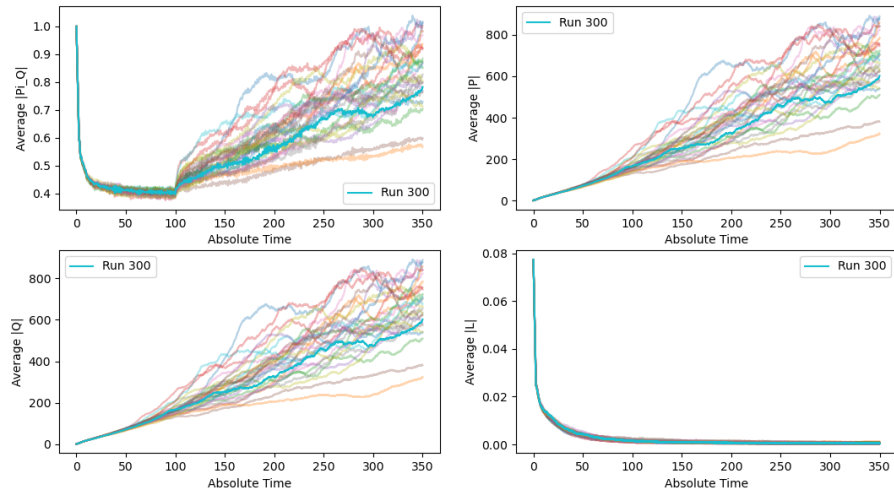 Average |Pi_Q|
1.0
0.9
0.8
0.7
0.6
0.5
0.4
Run 300
0 50 100 150 200 250 300 350
Absolute Time
Average |P|
800
600
400
200
0
Run 300
0 50 100 150 200 250 300 350
Absolute Time
Average |Q|
800
600
400
200
0
Run 300
0 50 100 150 200 250 300 350
Absolute Time
Average |L|
0.08
0.06
0.04
0.02
0.00
Run 300
0 50 100 150 200 250 300 350
Absolute Time